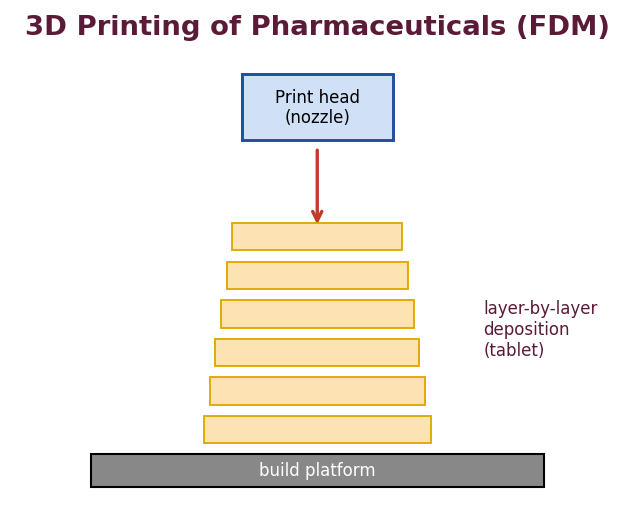 3D Printing of Pharmaceuticals (FDM)
Print head
(nozzle)
layer-by-layer
deposition
(tablet)
build platform